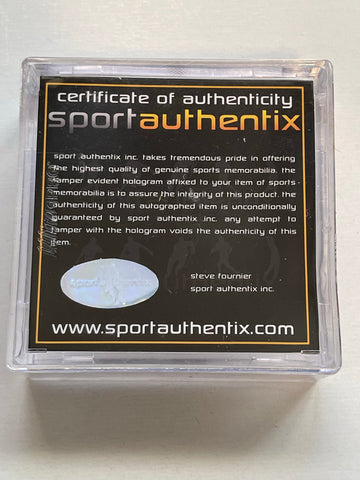 certificate of authenticity
sportauthentix
sport authentix inc. takes tremendous pride in offering
the highest quality of genuine sports memorabilia. the
tamper evident hologram affixed to your item of sports
memorabilia is to assure the integrity of this product. the
authenticity of this autographed item is unconditionally
guaranteed by sport authentix inc. any attempt to
tamper with the hologram voids the authenticity of this
item.
steve fournier
sport authentix inc.
www.sportauthentix.com